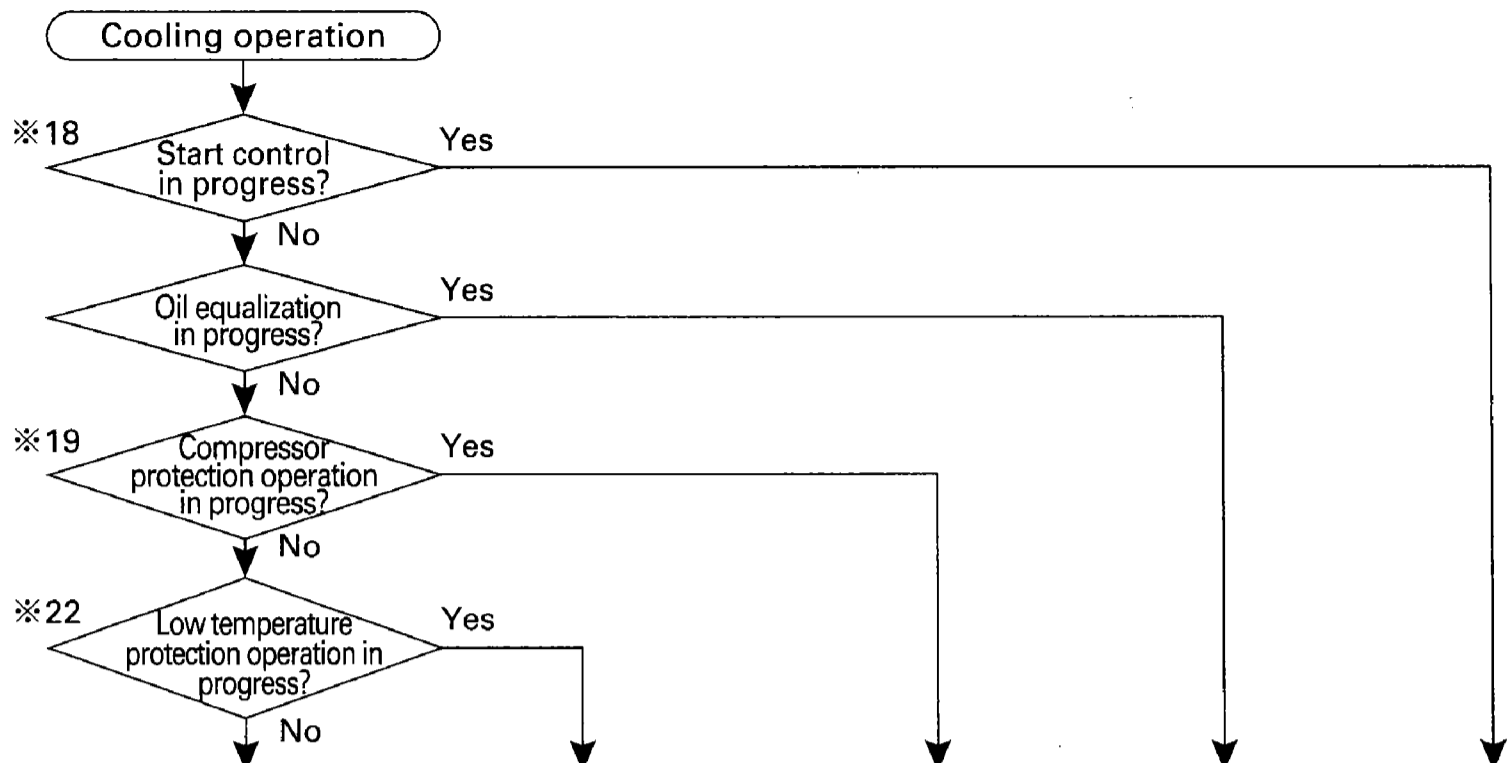 Cooling operation
※18
Start control
in progress?
Yes
No
Oil equalization
in progress?
Yes
No
※19
Compressor
protection operation
in progress?
Yes
No
※22
Low temperature
protection operation in
progress?
Yes
No